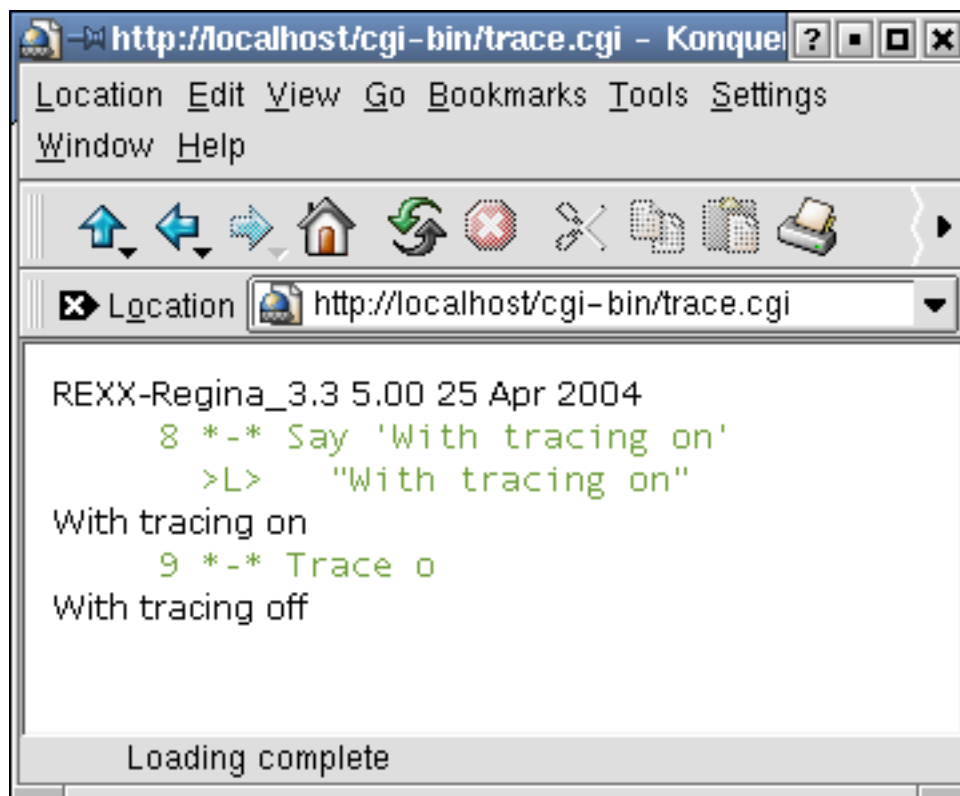 http://localhost/cgi-bin/trace.cgi - Konquer
Location Edit View Go Bookmarks Tools Settings
Window Help
Location http://localhost/cgi-bin/trace.cgi
REXX-Regina_3.3 5.00 25 Apr 2004
8 *-* Say 'With tracing on'
>L> "With tracing on"
With tracing on
9 *-* Trace o
With tracing off
Loading complete